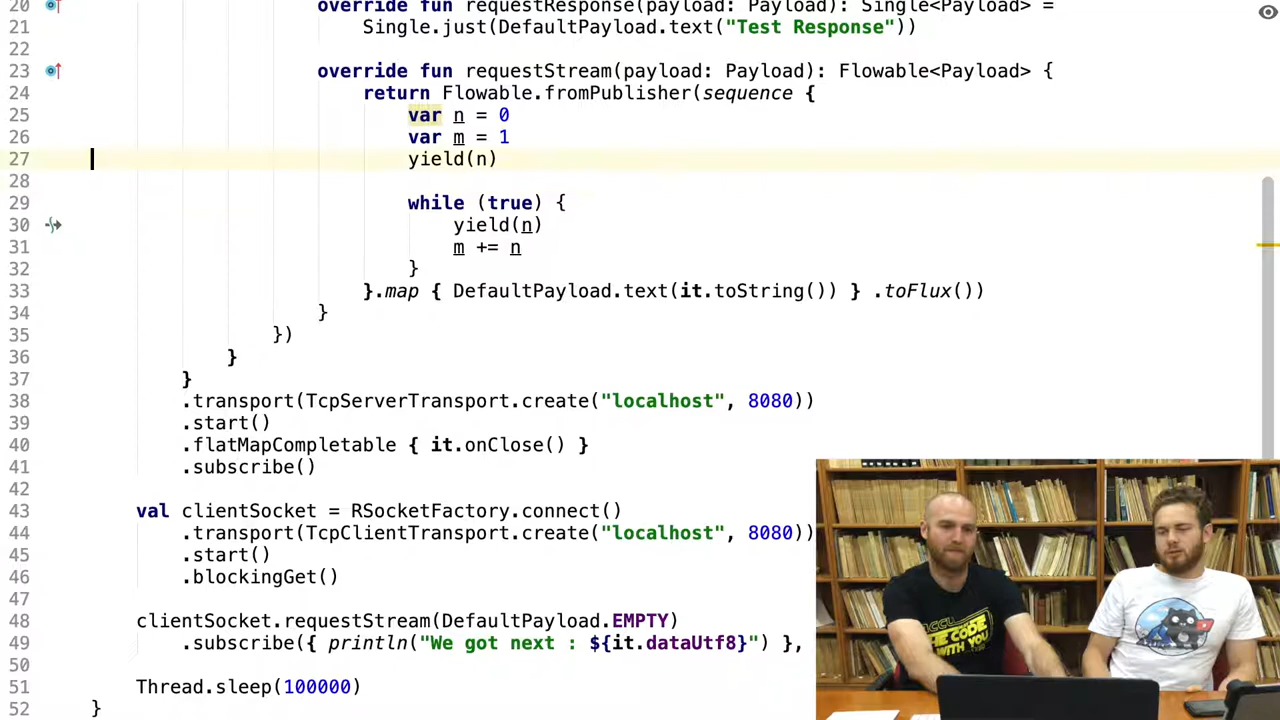 20 override fun requestResponse(payload: Payload): Single<Payload> =
21 Single.just(DefaultPayload.text("Test Response"))
22
23 override fun requestStream(payload: Payload): Flowable<Payload> {
24 return Flowable.fromPublisher(sequence {
25 var n = 0
26 var m = 1
27 yield(n)
28
29 while (true) {
30 yield(n)
31 m += n
32 }
33 }.map { DefaultPayload.text(it.toString()) } .toFlux())
34 }
35 })
36 }
37 }
38 .transport(TcpServerTransport.create("localhost", 8080))
39 .start()
40 .flatMapCompletable { it.onClose() }
41 .subscribe()
42
43 val clientSocket = RSocketFactory.connect()
44 .transport(TcpClientTransport.create("localhost", 8080))
45 .start()
46 .blockingGet()
47
48 clientSocket.requestStream(DefaultPayload.EMPTY)
49 .subscribe({ println("We got next : ${it.dataUtf8}") },
50
51 Thread.sleep(100000)
52 }
THE CODE
WITH YOU